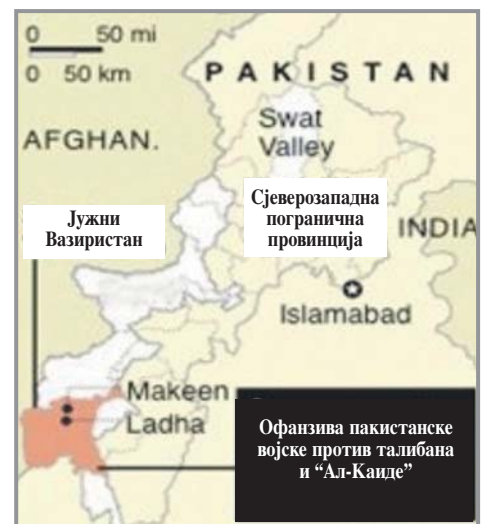 0 50 mi
0 50 km
PAKISTAN
AFGHAN.
Swat
Valley
Сјеверозападна
погранична
провинција
Јужни
Вазиристан
INDIA
Islamabad
Makeen
Ladha
Офанзива пакистанске
војске против талибана
и “Ал-Каиде”